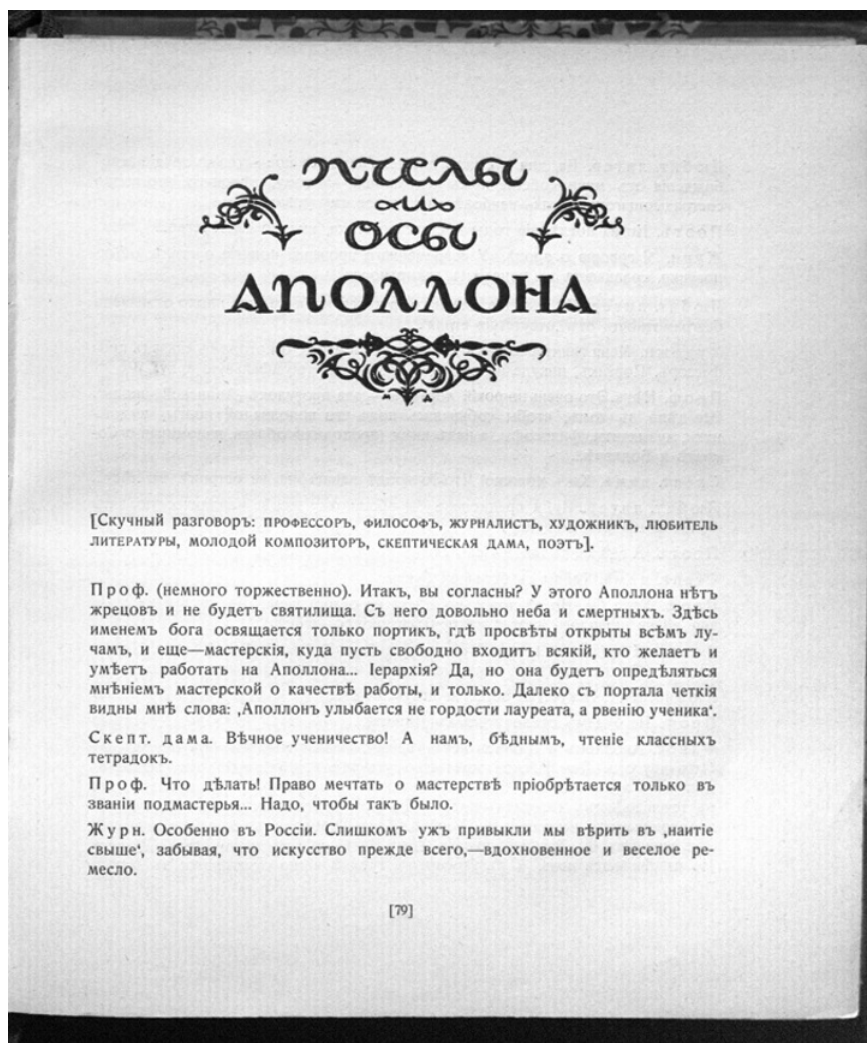 ПЧЕЛЫ
И
ОСЫ
АПОЛЛОНА
[Скучный разговоръ: ПРОФЕССОРЪ, ФИЛОСОФЪ, ЖУРНАЛИСТЪ, ХУДОЖНИКЪ, ЛЮБИТЕЛЬ
ЛИТЕРАТУРЫ, МОЛОДОЙ КОМПОЗИТОРЪ, СКЕПТИЧЕСКАЯ ДАМА, ПОЭТЪ].
Проф. (немного торжественно). Итакъ, вы согласны? У этого Аполлона нѣтъ
жрецовъ и не будетъ святилища. Съ него довольно неба и смертныхъ. Здѣсь
именемъ бога освящается только портикъ, гдѣ просвѣты открыты всѣмъ лу-
чамъ, и еще—мастерскія, куда пусть свободно входитъ всякій, кто желаетъ и
умѣетъ работать на Аполлона... Іерархія? Да, но она будетъ опредѣляться
мнѣніемъ мастерской о качествѣ работы, и только. Далеко съ портала четкія
видны мнѣ слова: ‚Аполлонъ улыбается не гордости лауреата, а рвенію ученика‘.
Скепт. дама. Вѣчное ученичество! А намъ, бѣднымъ, чтеніе классныхъ
тетрадокъ.
Проф. Что дѣлать! Право мечтать о мастерствѣ пріобрѣтается только въ
званіи подмастерья... Надо, чтобы такъ было.
Журн. Особенно въ Россіи. Слишкомъ ужъ привыкли мы вѣрить въ ‚наитіе
свыше‘, забывая, что искусство прежде всего,—вдохновенное и веселое ре-
месло.
[79]